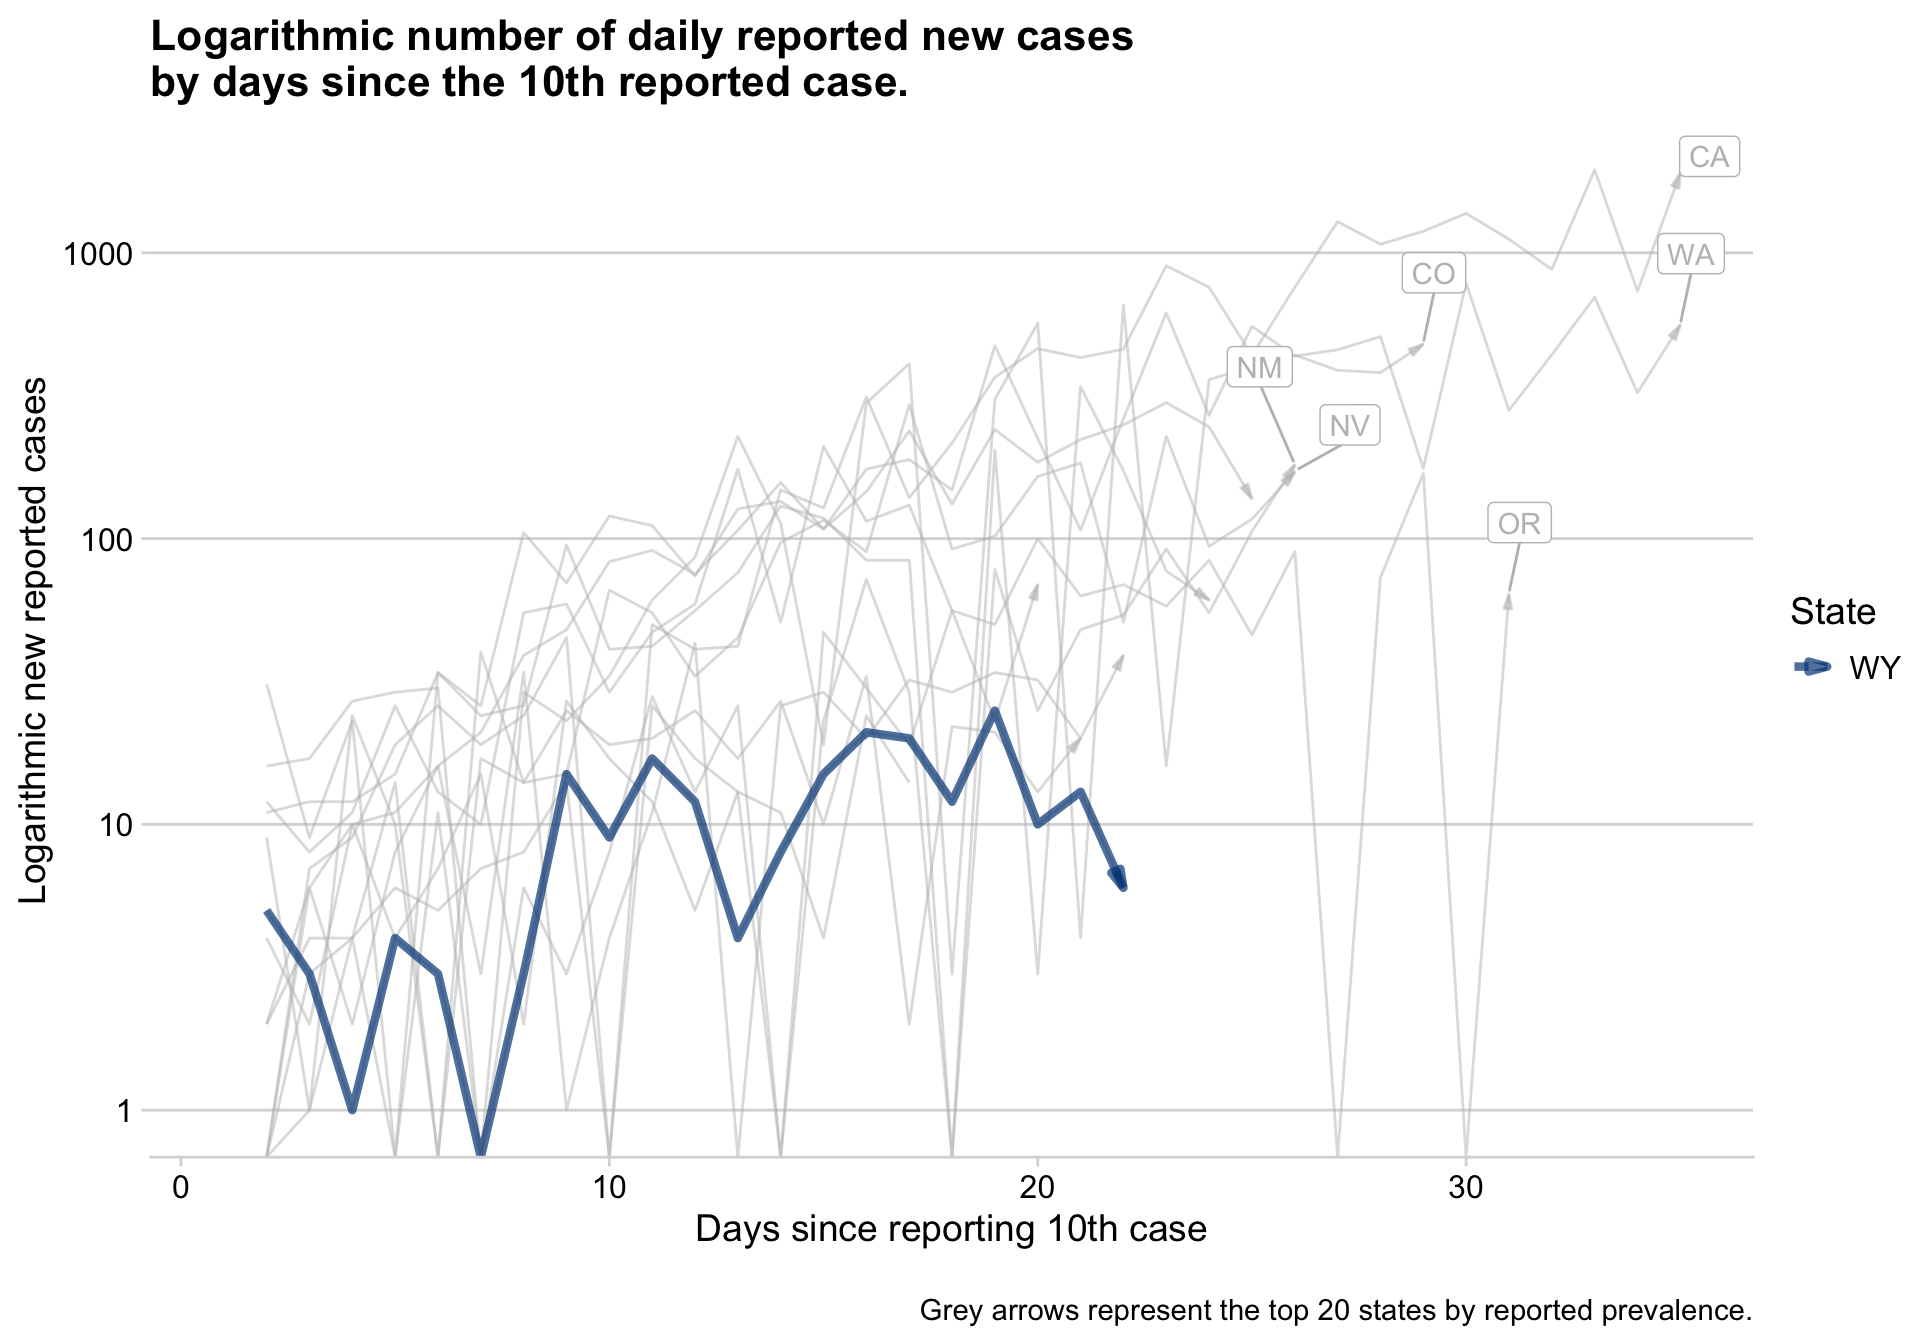 Logarithmic number of daily reported new cases
by days since the 10th reported case.
Logarithmic new reported cases
1000
100
10
1
CA
WA
CO
NM
NV
OR
State
WY
0
10
20
30
Days since reporting 10th case
Grey arrows represent the top 20 states by reported prevalence.